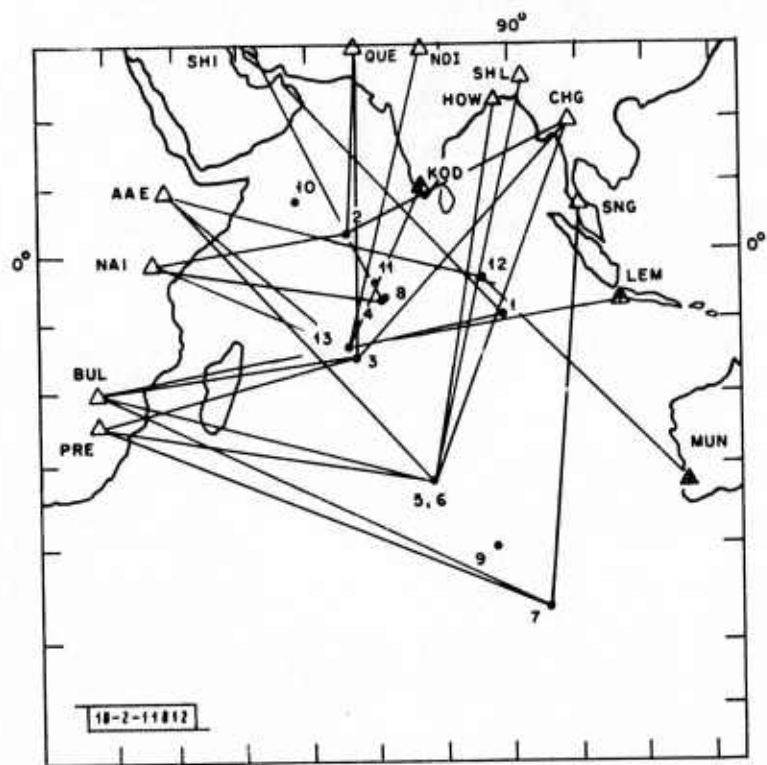 90°
SHI
QUE
NDI
SHL
HOW
CHG
KOD
AAE
10
SNG
2
0°
NAI
12
0°
11
LEM
8
1
4
13
3
BUL
PRE
MUN
5, 6
9
7
18-2-11812